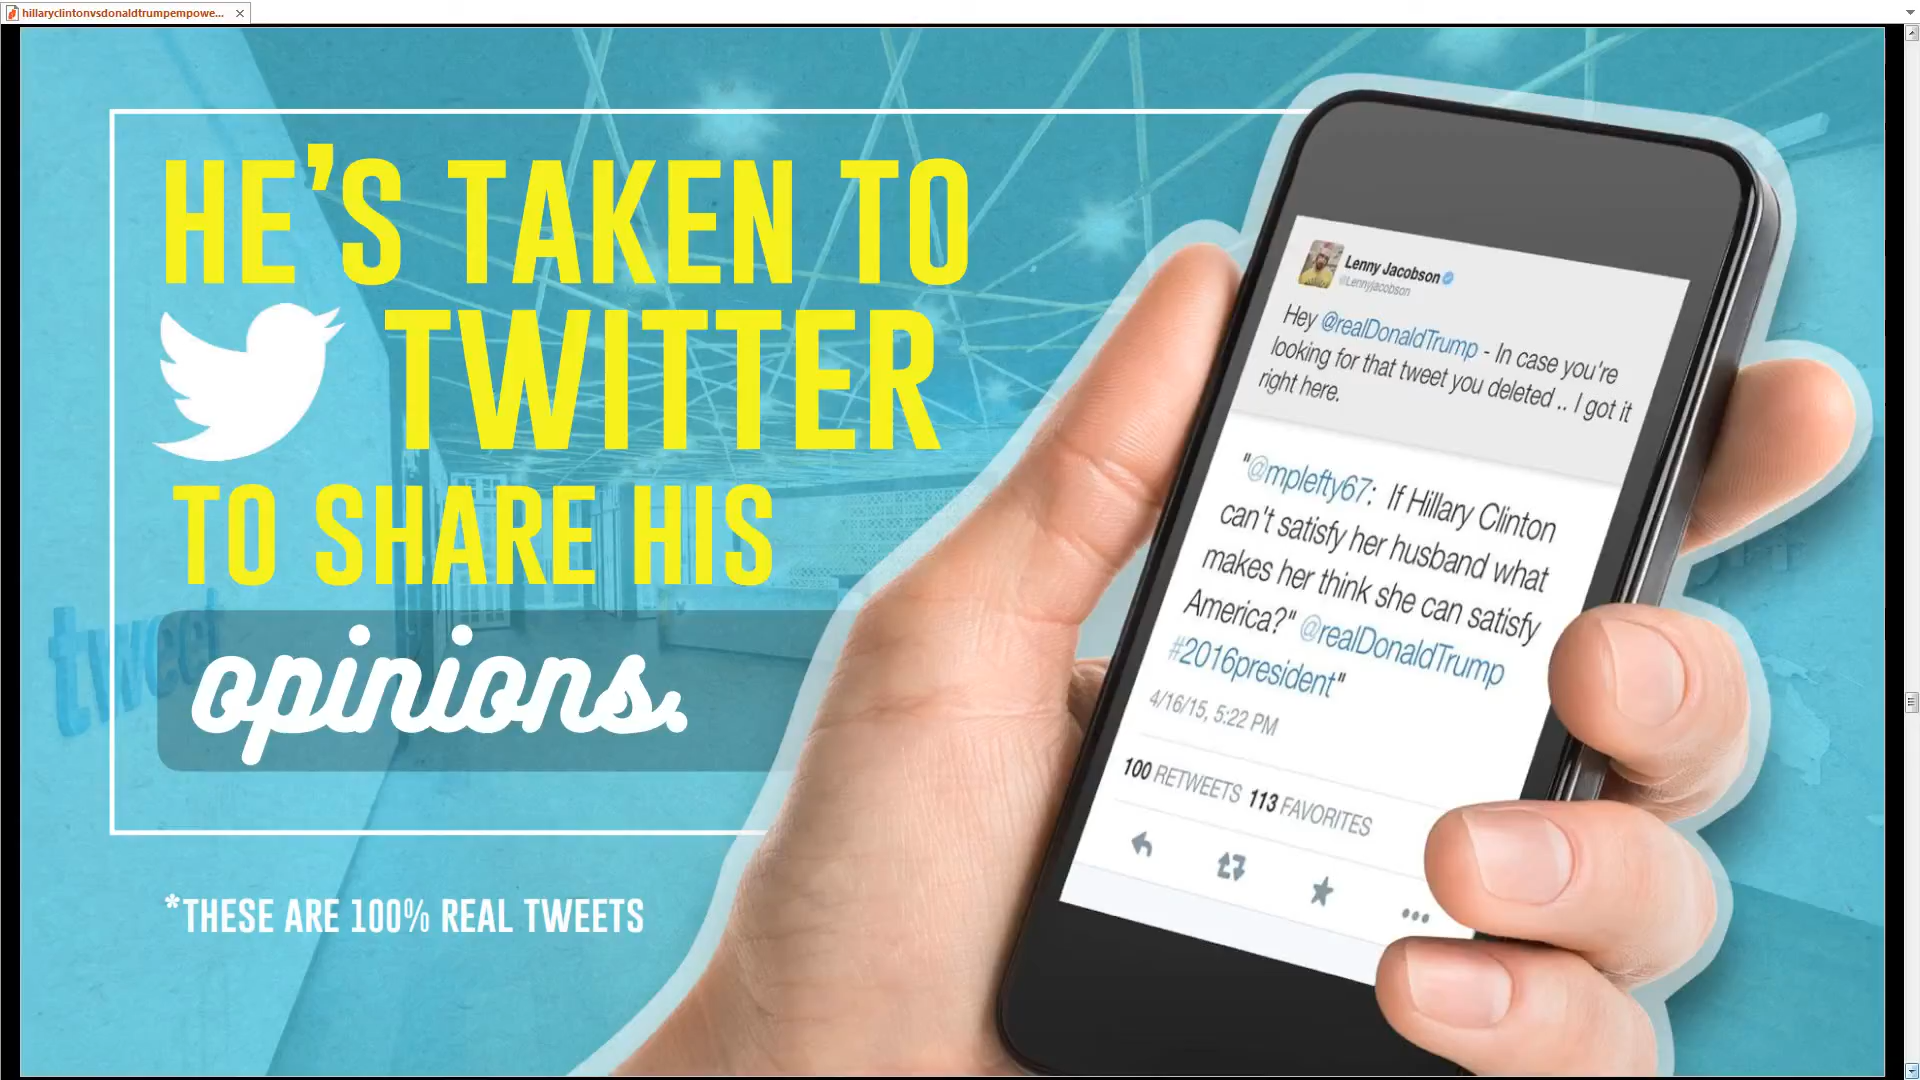 hillaryclintonvsdonaldtrumpempowe...
HE'S TAKEN TO
TWITTER
TO SHARE HIS
opinions.
*THESE ARE 100% REAL TWEETS
tweet
Lenny Jacobson
@Lennyjacobson
Hey @realDonaldTrump - In case you're
looking for that tweet you deleted .. I got it
right here.
"@mplefty67: If Hillary Clinton
can't satisfy her husband what
makes her think she can satisfy
America?" @realDonaldTrump
#2016president"
4/16/15, 5:22 PM
100 RETWEETS 113 FAVORITES